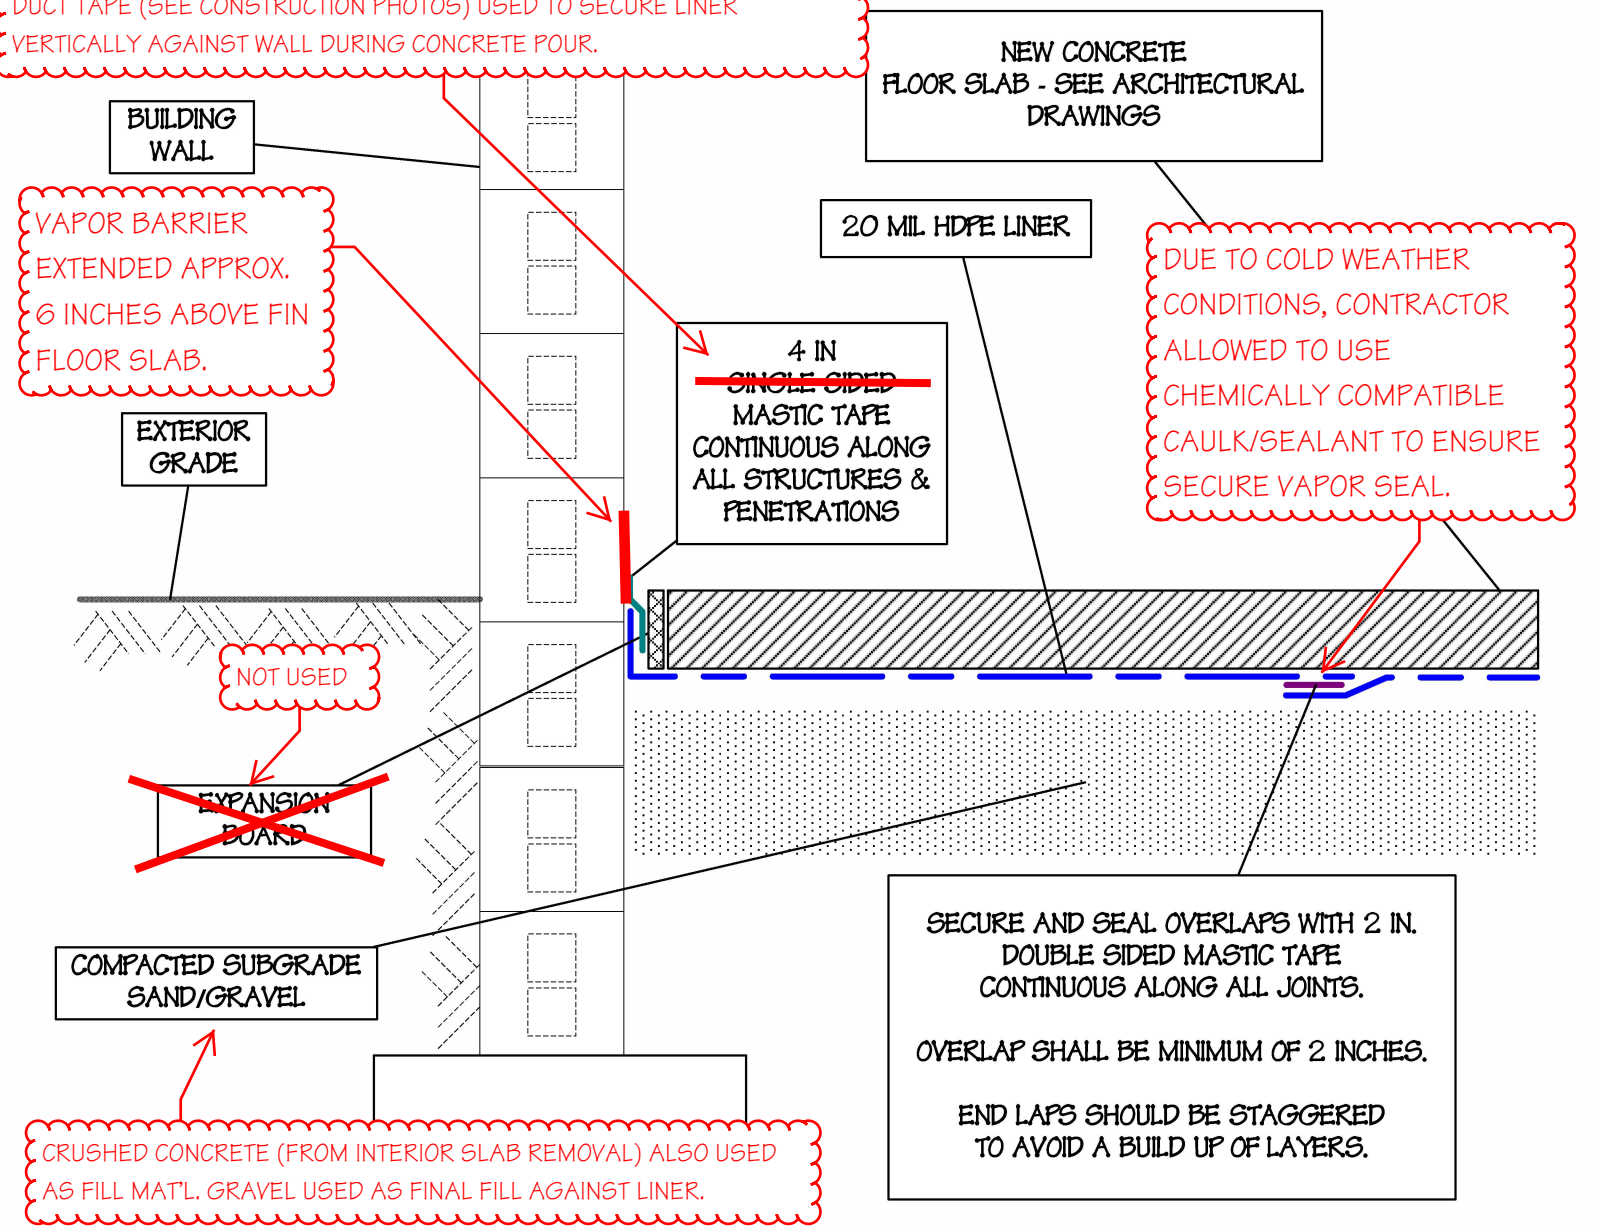 DUCT TAPE (SEE CONSTRUCTION PHOTOS) USED TO SECURE LINER
VERTICALLY AGAINST WALL DURING CONCRETE POUR.
NEW CONCRETE
FLOOR SLAB - SEE ARCHITECTURAL
DRAWINGS
BUILDING
WALL
20 MIL HDPE LINER
VAPOR BARRIER
EXTENDED APPROX.
6 INCHES ABOVE FIN
FLOOR SLAB.
DUE TO COLD WEATHER
CONDITIONS, CONTRACTOR
ALLOWED TO USE
CHEMICALLY COMPATIBLE
CAULK/SEALANT TO ENSURE
SECURE VAPOR SEAL.
4 IN
SINGLE SIDED
MASTIC TAPE
CONTINUOUS ALONG
ALL STRUCTURES &
PENETRATIONS
EXTERIOR
GRADE
NOT USED
EXPANSION
BOARD
COMPACTED SUBGRADE
SAND/GRAVEL
SECURE AND SEAL OVERLAPS WITH 2 IN.
DOUBLE SIDED MASTIC TAPE
CONTINUOUS ALONG ALL JOINTS.
OVERLAP SHALL BE MINIMUM OF 2 INCHES.
END LAPS SHOULD BE STAGGERED
TO AVOID A BUILD UP OF LAYERS.
CRUSHED CONCRETE (FROM INTERIOR SLAB REMOVAL) ALSO USED
AS FILL MAT'L. GRAVEL USED AS FINAL FILL AGAINST LINER.